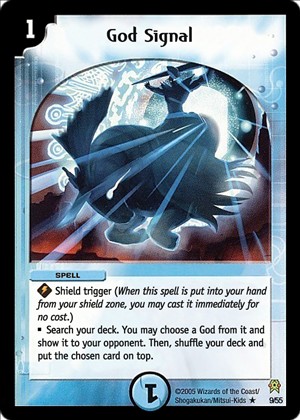 1
God Signal
SPELL
Shield trigger (When this spell is put into your hand
from your shield zone, you may cast it immediately
for no cost.)
▪ Search your deck. You may choose a God from it and
show it to your opponent. Then, shuffle your deck and
put the chosen card on top.
1
©2005 Wizards of the Coast/
Shogakukan/Mitsui-Kids ★ 9/55